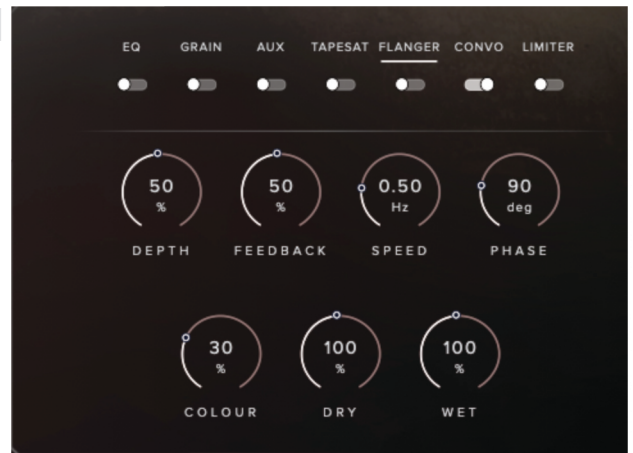 EQ GRAIN AUX TAPESAT FLANGER CONVO LIMITER
50 50 0.50 90
% % Hz deg
DEPTH FEEDBACK SPEED PHASE
30 100 100
% % %
COLOUR DRY WET